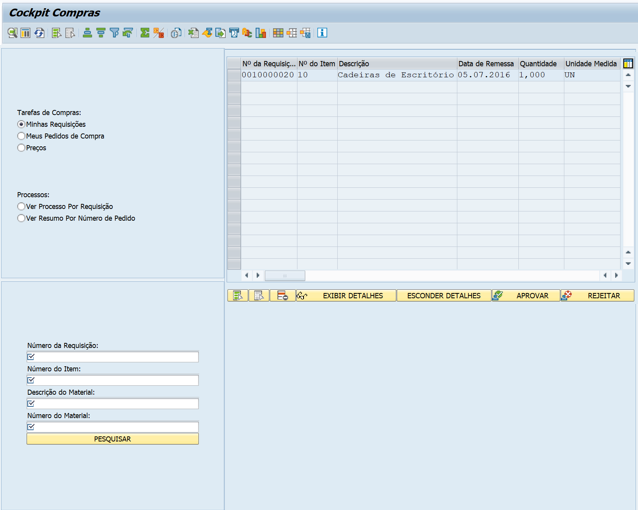 Cockpit Compras
Tarefas de Compras:
Minhas Requisições
Meus Pedidos de Compra
Preços
Processos:
Ver Processo Por Requisição
Ver Resumo Por Número de Pedido
Nº da Requisiç... Nº do Item Descrição Data de Remessa Quantidade Unidade Medida
0010000020 10 Cadeiras de Escritório 05.07.2016 1,000 UN
EXIBIR DETALHES ESCONDER DETALHES APROVAR REJEITAR
Número da Requisição:
Número do Item:
Descrição do Material:
Número do Material:
PESQUISAR